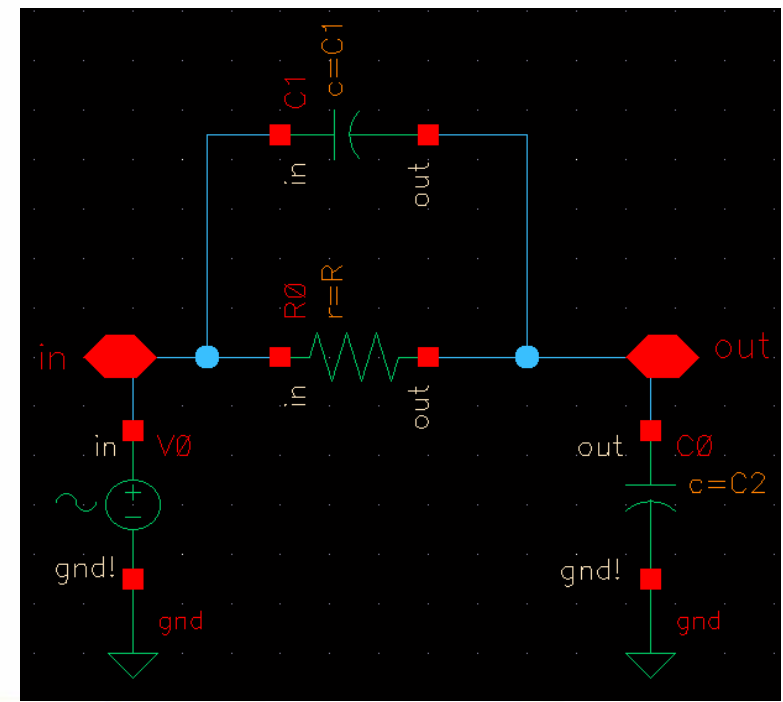 C1
c=C1
in
out
R0
r=R
in
out
in
out
in
V0
out
C0
c=C2
gnd!
gnd!
gnd
gnd